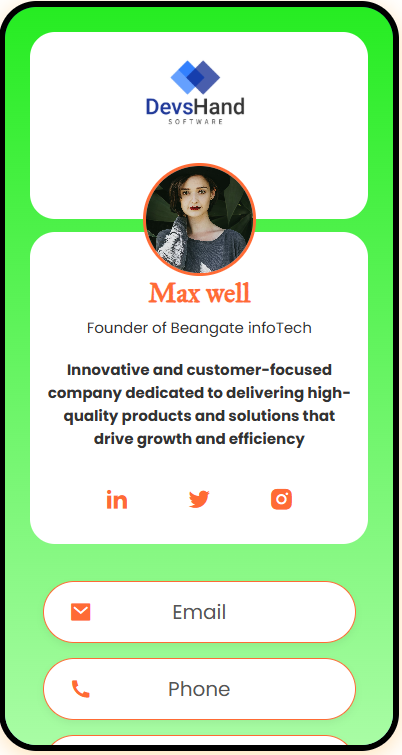 DevsHand
SOFTWARE
Max well
Founder of Beangate infoTech
Innovative and customer-focused
company dedicated to delivering high-
quality products and solutions that
drive growth and efficiency
Email
Phone